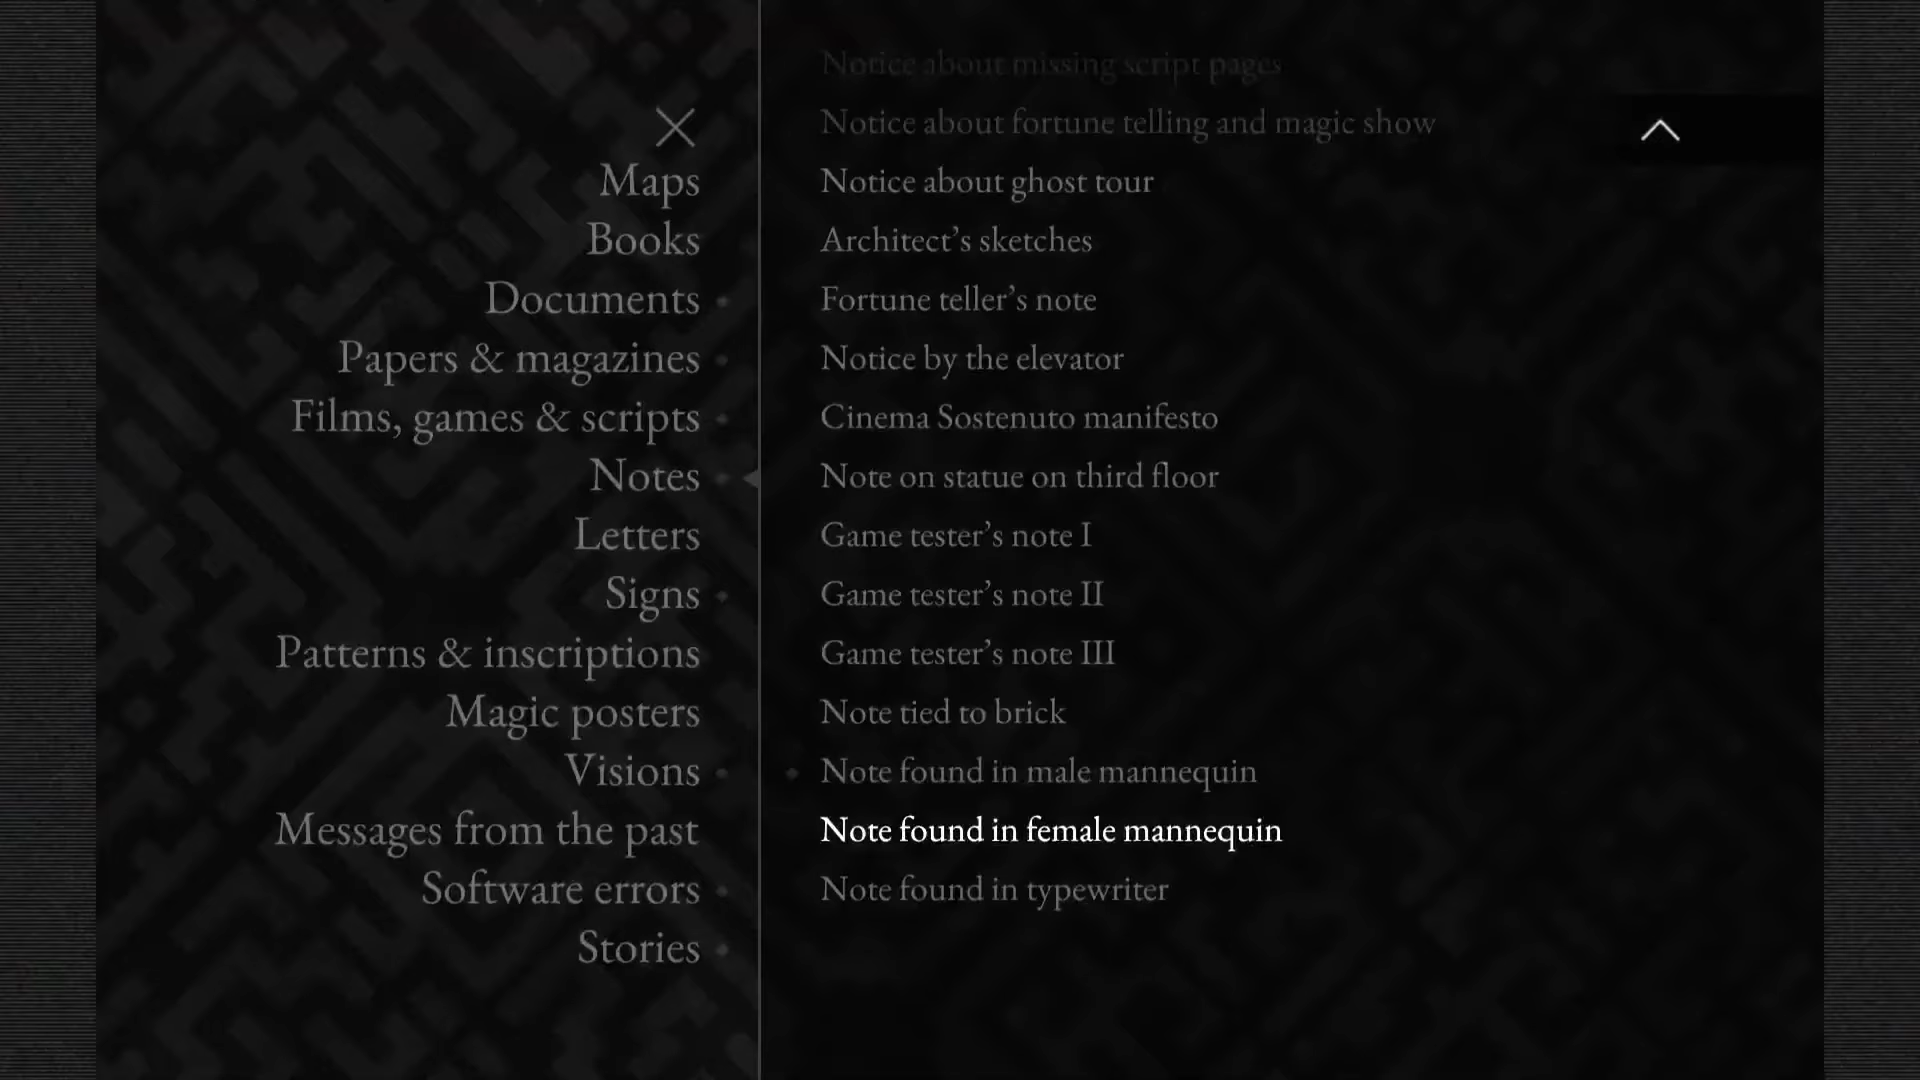 Maps
Books
Documents
Papers & magazines
Films, games & scripts
Notes
Letters
Signs
Patterns & inscriptions
Magic posters
Visions
Messages from the past
Software errors
Stories
Notice about missing script pages
Notice about fortune telling and magic show
Notice about ghost tour
Architect’s sketches
Fortune teller’s note
Notice by the elevator
Cinema Sostenuto manifesto
Note on statue on third floor
Game tester’s note I
Game tester’s note II
Game tester’s note III
Note tied to brick
Note found in male mannequin
Note found in female mannequin
Note found in typewriter